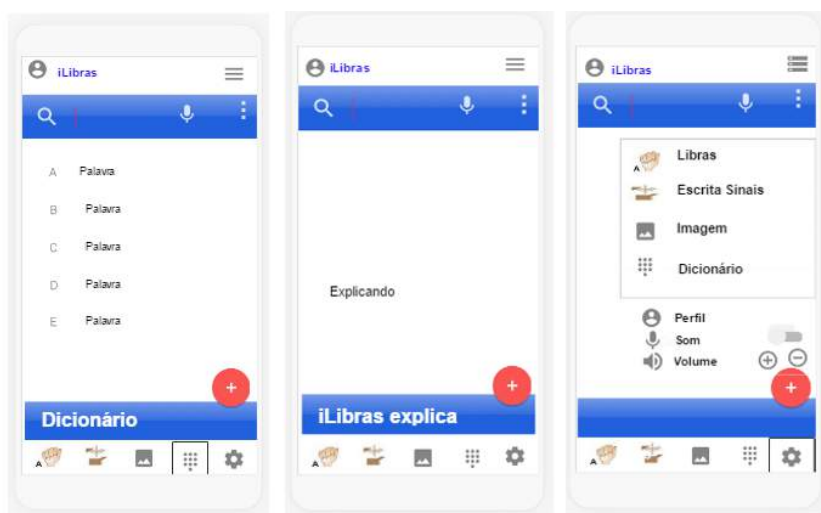 iLibras
A Palavra
B Palavra
C Palavra
D Palavra
E Palavra
+
Dicionário
A
iLibras
Explicando
+
iLibras explica
A
iLibras
A Libras
Escrita Sinais
Imagem
Dicionário
Perfil
Som
Volume
+
A